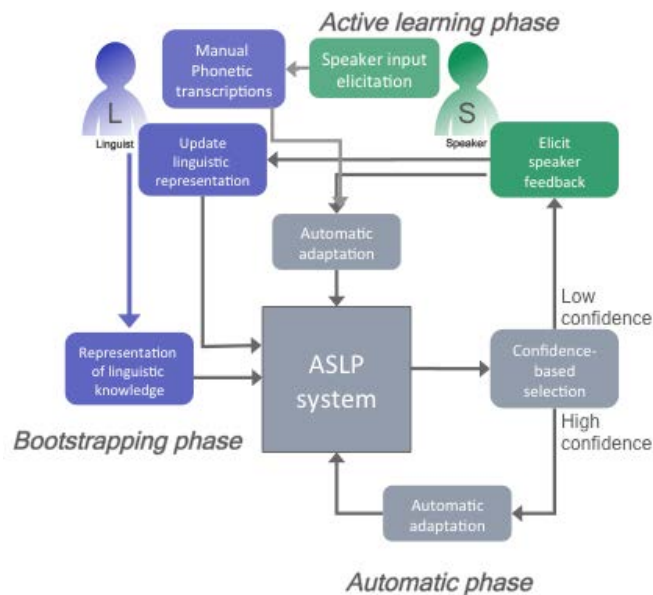 Active learning phase
Manual
Phonetic
transcriptions
Speaker input
elicitation
L
Linguist
S
Speaker
Update
linguistic
representation
Elicit
speaker
feedback
Automatic
adaptation
Low
confidence
Representation
of linguistic
knowledge
ASLP
system
Confidence-
based
selection
High
confidence
Bootstrapping phase
Automatic
adaptation
Automatic phase